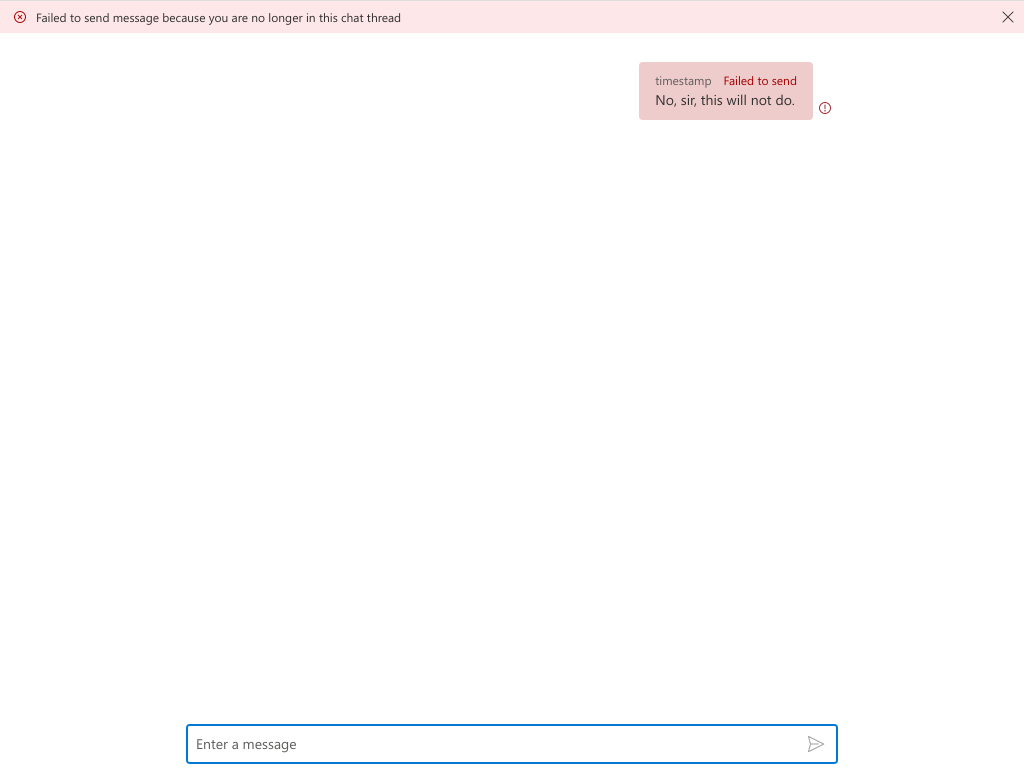 Failed to send message because you are no longer in this chat thread
timestamp Failed to send
No, sir, this will not do.
Enter a message